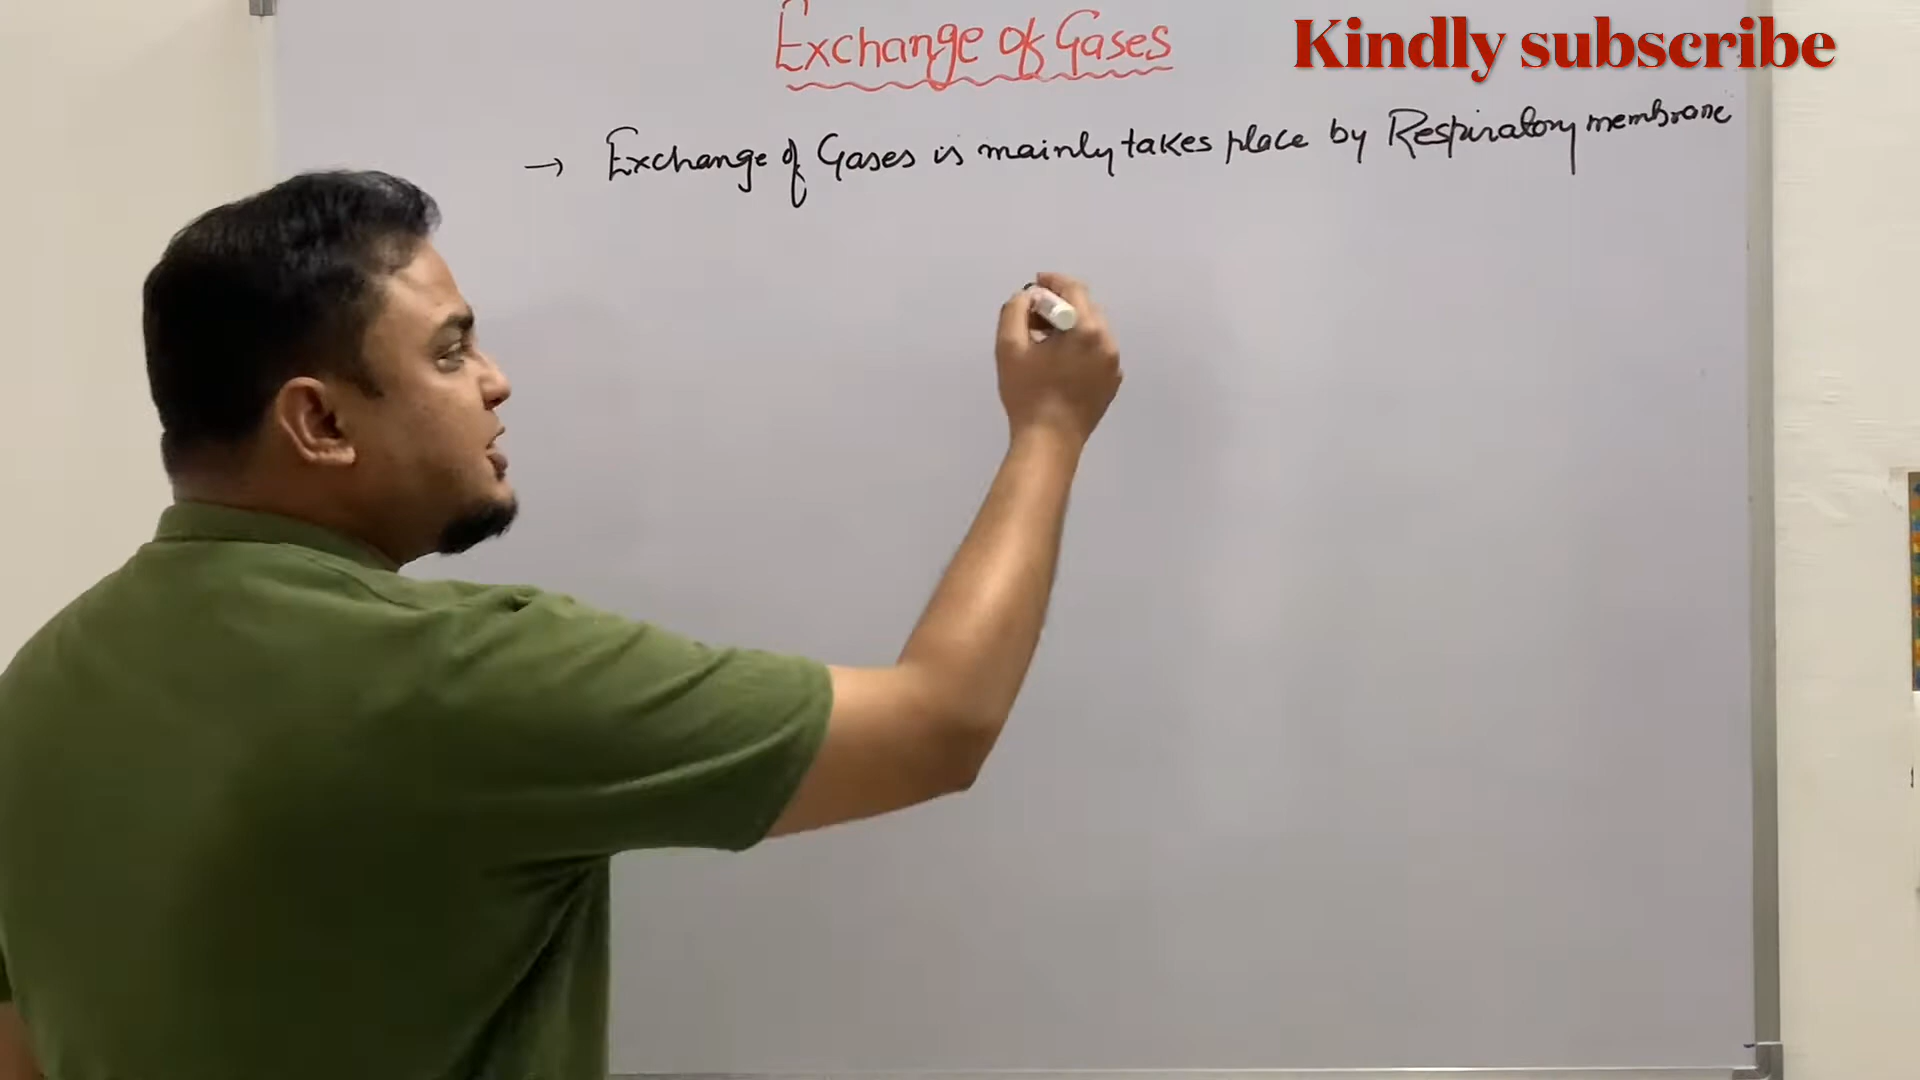 Exchange of Gases
Kindly subscribe
→ Exchange of Gases is mainly takes place by Respiratory membrane